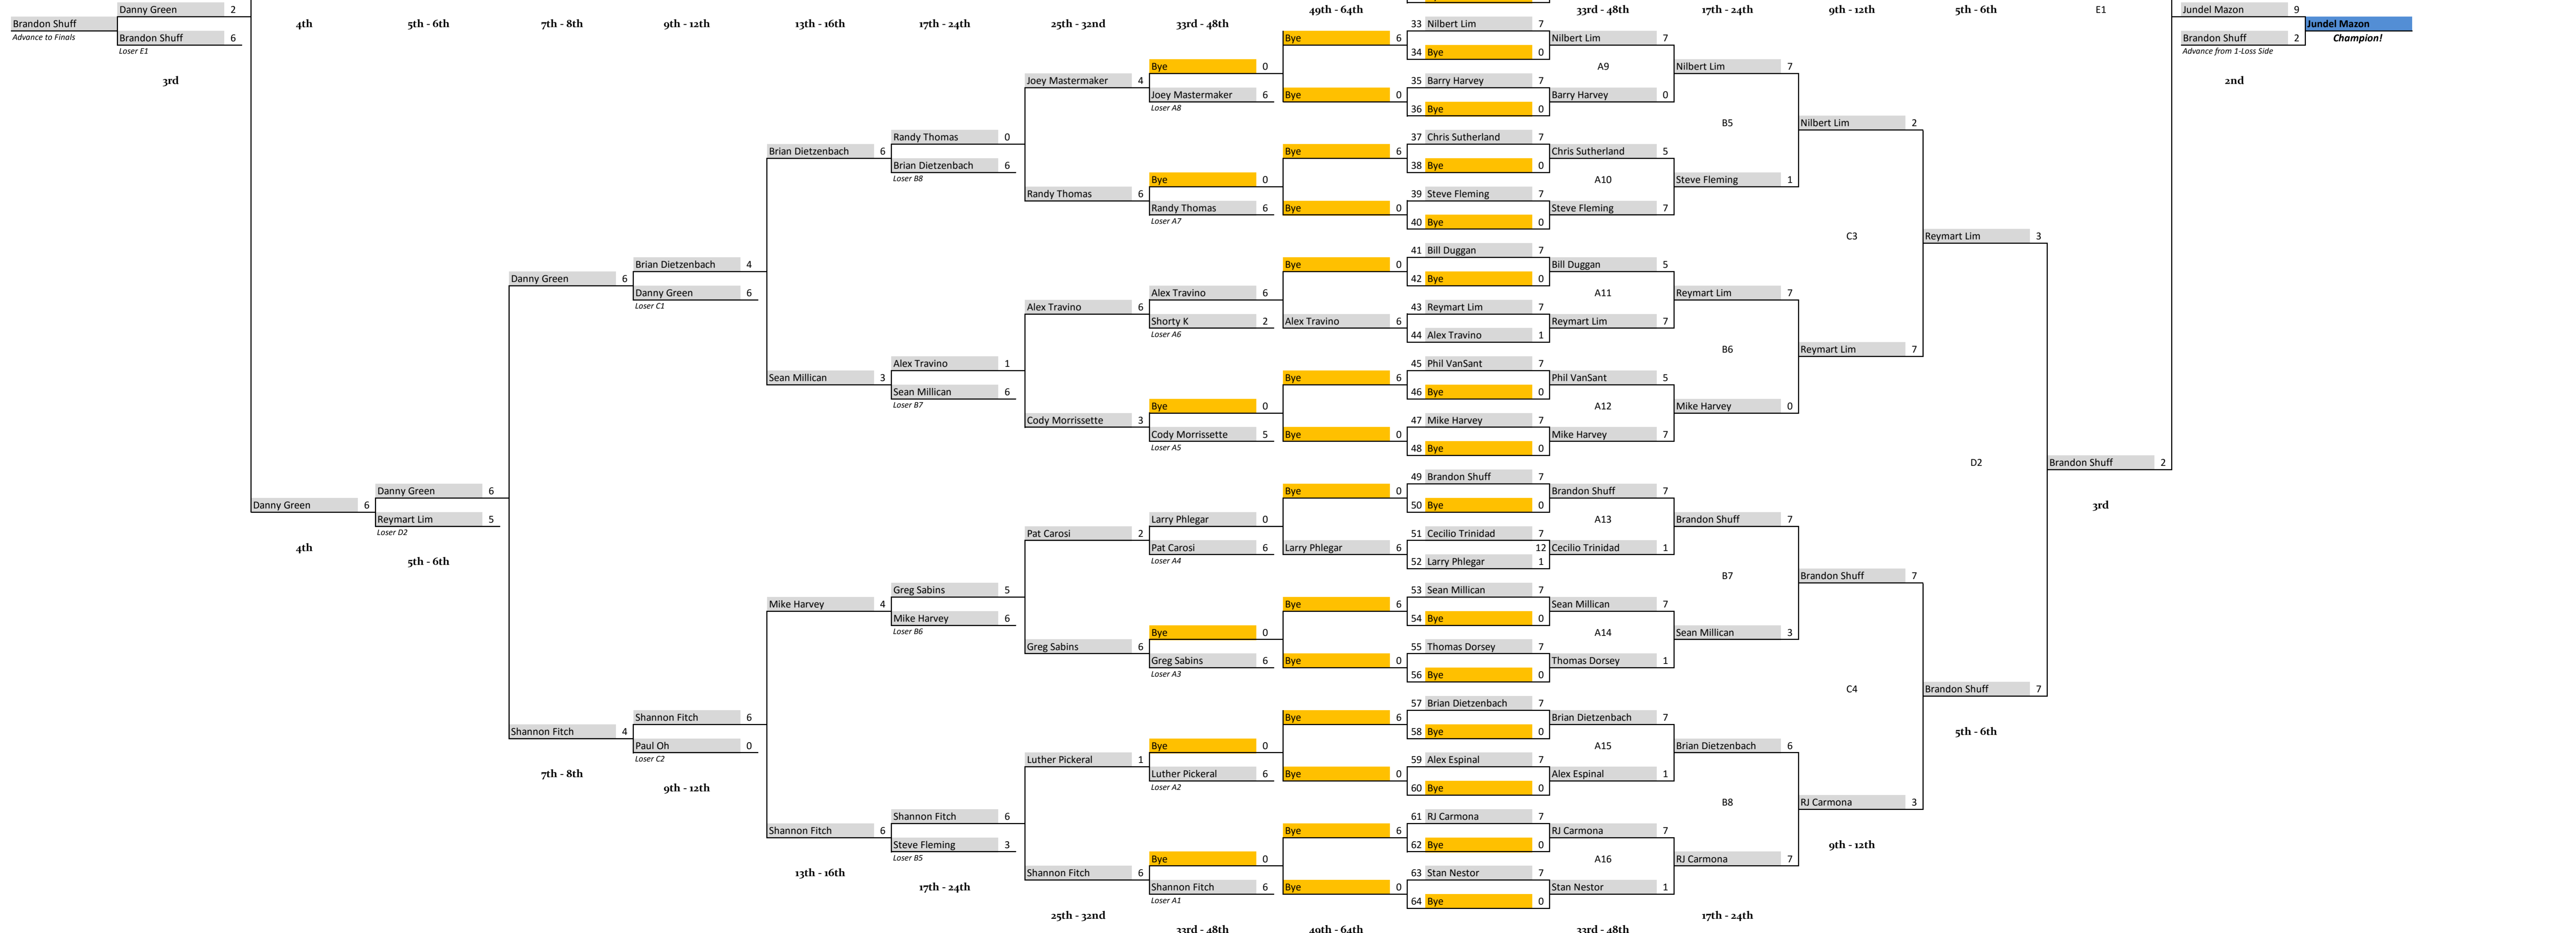 Danny Green 2
Brandon Shuff
Advance to Finals
Brandon Shuff 6
Loser E1
3rd
4th
5th - 6th
7th - 8th
9th - 12th
13th - 16th
17th - 24th
25th - 32nd
33rd - 48th
49th - 64th
33rd - 48th
17th - 24th
9th - 12th
5th - 6th
E1
Jundel Mazon 9
Jundel Mazon
Champion!
Brandon Shuff 2
Advance from 1-Loss Side
2nd
Danny Green 6
4th
Danny Green 6
Reymart Lim 5
Loser D2
5th - 6th
Danny Green 6
Shannon Fitch 4
7th - 8th
Brian Dietzenbach 4
Danny Green 6
Loser C1
Shannon Fitch 6
Paul Oh 0
Loser C2
9th - 12th
Brian Dietzenbach 6
Sean Millican 3
Mike Harvey 4
Shannon Fitch 6
13th - 16th
Randy Thomas 0
Brian Dietzenbach 6
Loser B8
Alex Travino 1
Sean Millican 6
Loser B7
Greg Sabins 5
Mike Harvey 6
Loser B6
Shannon Fitch 6
Steve Fleming 3
Loser B5
17th - 24th
Joey Mastermaker 4
Randy Thomas 6
Alex Travino 6
Cody Morrissette 3
Pat Carosi 2
Greg Sabins 6
Luther Pickeral 1
Shannon Fitch 6
25th - 32nd
Bye 0
Joey Mastermaker 6
Loser A8
Bye 0
Randy Thomas 6
Loser A7
Alex Travino 6
Shorty K 2
Loser A6
Bye 0
Cody Morrissette 5
Loser A5
Larry Phlegar 0
Pat Carosi 6
Loser A4
Bye 0
Greg Sabins 6
Loser A3
Bye 0
Luther Pickeral 6
Loser A2
Bye 0
Shannon Fitch 6
Loser A1
33rd - 48th
Bye 6
Bye 0
Bye 6
Bye 0
Bye 0
Alex Travino 6
Bye 6
Bye 0
Bye 0
Larry Phlegar 6
Bye 6
Bye 0
Bye 6
Bye 0
Bye 6
Bye 0
49th - 64th
33 Nilbert Lim 7
34 Bye 0
35 Barry Harvey 7
36 Bye 0
37 Chris Sutherland 7
38 Bye 0
39 Steve Fleming 7
40 Bye 0
41 Bill Duggan 7
42 Bye 0
43 Reymart Lim 7
44 Alex Travino 1
45 Phil VanSant 7
46 Bye 0
47 Mike Harvey 7
48 Bye 0
49 Brandon Shuff 7
50 Bye 0
51 Cecilio Trinidad 7
12
52 Larry Phlegar 1
53 Sean Millican 7
54 Bye 0
55 Thomas Dorsey 7
56 Bye 0
57 Brian Dietzenbach 7
58 Bye 0
59 Alex Espinal 7
60 Bye 0
61 RJ Carmona 7
62 Bye 0
63 Stan Nestor 7
64 Bye 0
Nilbert Lim 7
A9
Barry Harvey 0
Chris Sutherland 5
A10
Steve Fleming 7
Bill Duggan 5
A11
Reymart Lim 7
Phil VanSant 5
A12
Mike Harvey 7
Brandon Shuff 7
A13
Cecilio Trinidad 1
Sean Millican 7
A14
Thomas Dorsey 1
Brian Dietzenbach 7
A15
Alex Espinal 1
RJ Carmona 7
A16
Stan Nestor 1
33rd - 48th
Nilbert Lim 7
B5
Steve Fleming 1
Reymart Lim 7
B6
Mike Harvey 0
Brandon Shuff 7
B7
Sean Millican 3
Brian Dietzenbach 6
B8
RJ Carmona 7
17th - 24th
Nilbert Lim 2
C3
Reymart Lim 7
Brandon Shuff 7
C4
RJ Carmona 3
9th - 12th
Reymart Lim 3
D2
Brandon Shuff 7
5th - 6th
Brandon Shuff 2
3rd